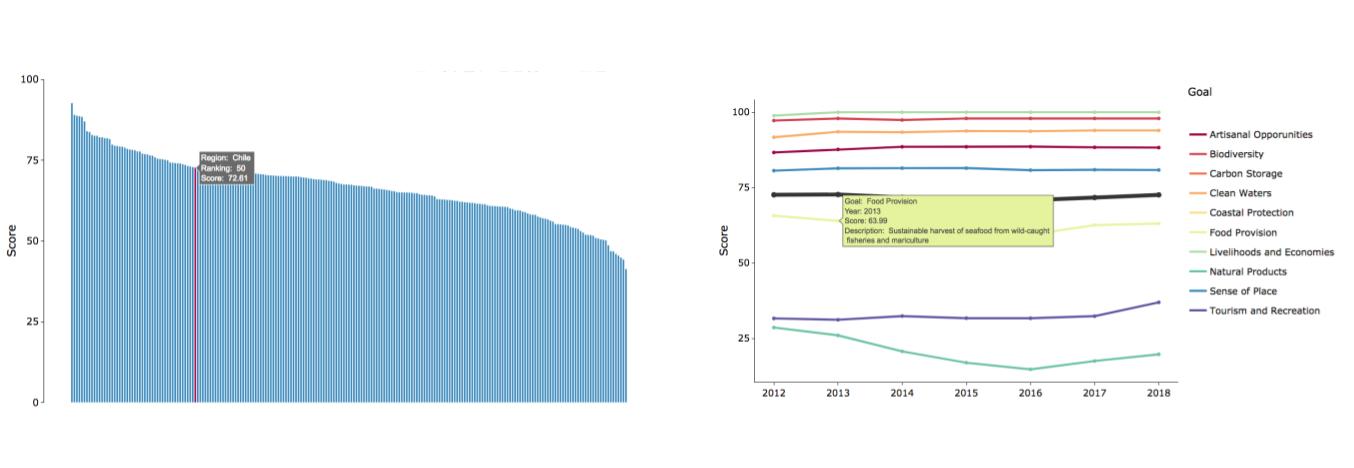 100
75
50
25
0
Score
Region: Chile
Ranking: 50
Score: 72.61
100
75
50
25
Score
2012 2013 2014 2015 2016 2017 2018
Goal: Food Provision
Year: 2013
Score: 63.99
Description: Sustainable harvest of seafood from wild-caught
fisheries and mariculture
Goal
Artisanal Opporunities
Biodiversity
Carbon Storage
Clean Waters
Coastal Protection
Food Provision
Livelihoods and Economies
Natural Products
Sense of Place
Tourism and Recreation